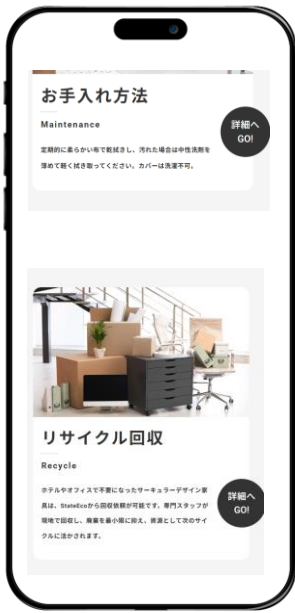 お手入れ方法
Maintenance
定期的に柔らかい布で乾拭きし、汚れた場合は中性洗剤を
薄めて軽く拭き取ってください。カバーは洗濯不可。
詳細へ
GO!
リサイクル回収
Recycle
ホテルやオフィスで不要になったサーキュラーデザイン家
具は、StateEcoから回収依頼が可能です。専門スタッフが
現地で回収し、廃棄を最小限に抑え、資源として次のサイ
クルに活かされます。
詳細へ
GO!